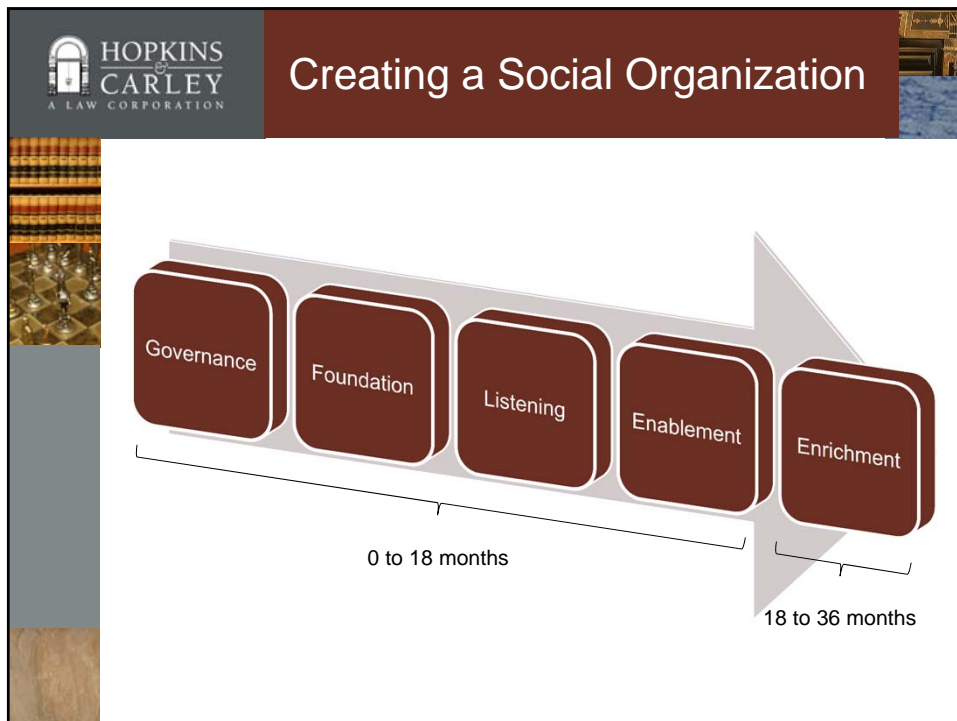 HOPKINS
&
CARLEY
A LAW CORPORATION
Creating a Social Organization
Governance
Foundation
Listening
Enablement
Enrichment
0 to 18 months
18 to 36 months